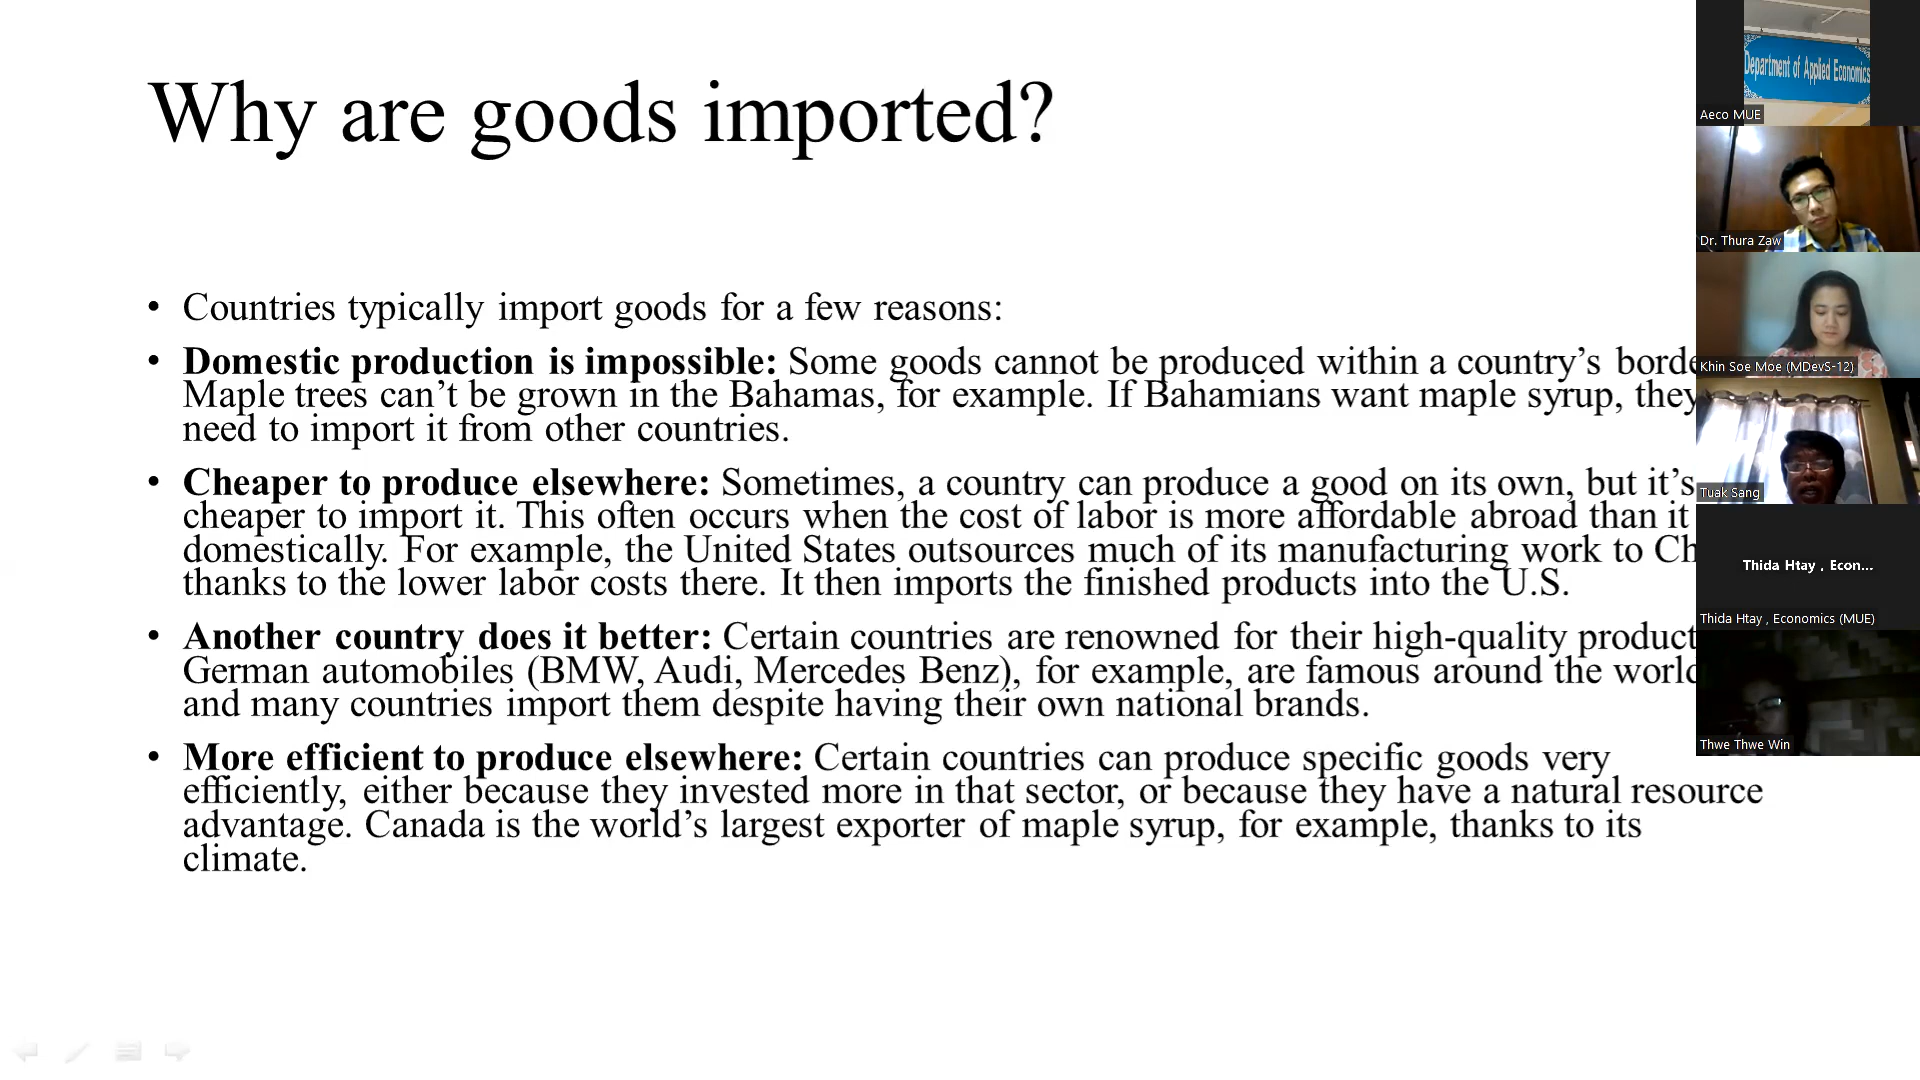 Why are goods imported?
• Countries typically import goods for a few reasons:
• Domestic production is impossible: Some goods cannot be produced within a country’s borde
Maple trees can’t be grown in the Bahamas, for example. If Bahamians want maple syrup, they
need to import it from other countries.
• Cheaper to produce elsewhere: Sometimes, a country can produce a good on its own, but it’s
cheaper to import it. This often occurs when the cost of labor is more affordable abroad than it
domestically. For example, the United States outsources much of its manufacturing work to Ch
thanks to the lower labor costs there. It then imports the finished products into the U.S.
• Another country does it better: Certain countries are renowned for their high-quality product
German automobiles (BMW, Audi, Mercedes Benz), for example, are famous around the world
and many countries import them despite having their own national brands.
• More efficient to produce elsewhere: Certain countries can produce specific goods very
efficiently, either because they invested more in that sector, or because they have a natural resource
advantage. Canada is the world’s largest exporter of maple syrup, for example, thanks to its
climate.
Department of Applied Economics
Aeco MUE
Dr. Thura Zaw
Khin Soe Moe (MDevS-12)
Tuak Sang
Thida Htay , Econ...
Thida Htay , Economics (MUE)
Thwe Thwe Win